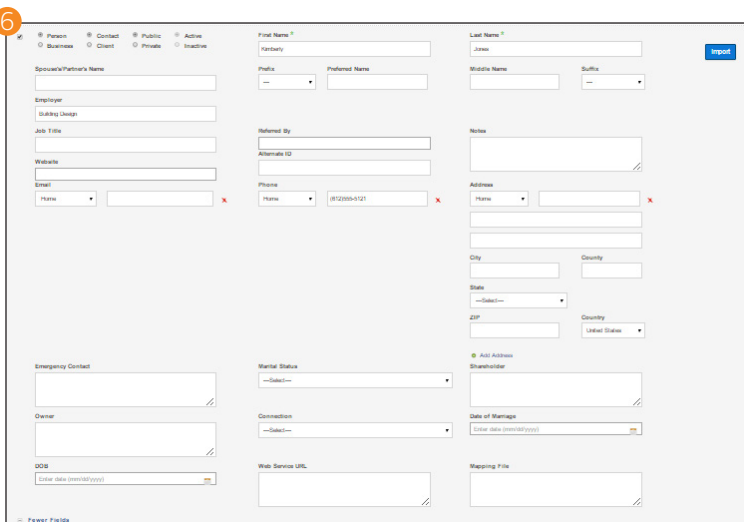 6
Person Contact Public Active
Business Client Private Inactive
First Name *
Last Name *
Kimberly
Jones
Import
Spouse's/Partner's Name
Prefix
Preferred Name
Middle Name
Suffix
---
---
Employer
Building Design
Job Title
Referred By
Notes
Alternate ID
Website
Email
Phone
Address
Home
Home
(612)555-5121
Home
City
County
State
---Select---
ZIP
Country
United States
Add Address
Emergency Contact
Marital Status
Shareholder
---Select---
Owner
Connection
Date of Marriage
---Select---
Enter date (mm/dd/yyyy)
DOB
Web Service URL
Mapping File
Enter date (mm/dd/yyyy)
Fewer Fields